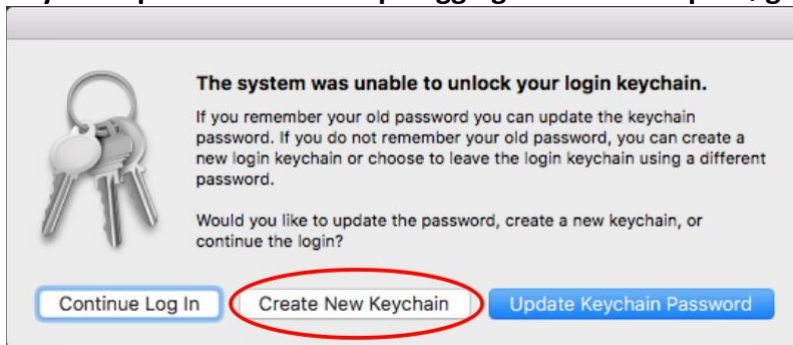 The system was unable to unlock your login keychain.
If you remember your old password you can update the keychain
password. If you do not remember your old password, you can create a
new login keychain or choose to leave the login keychain using a different
password.
Would you like to update the password, create a new keychain, or
continue the login?
Continue Log In Create New Keychain Update Keychain Password